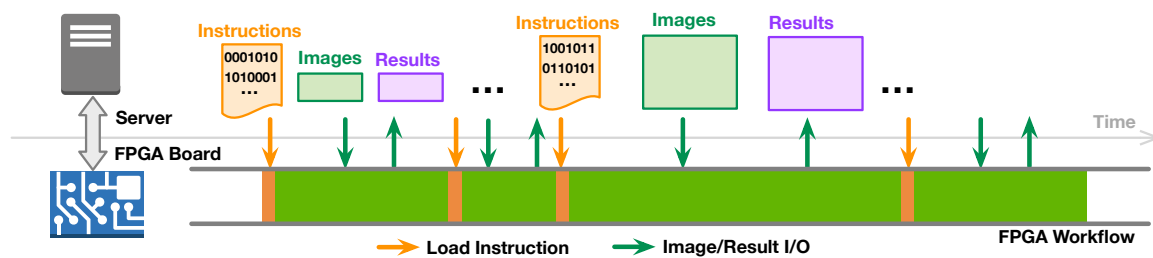 Instructions
0001010
1010001
...
Images
Results
...
Instructions
1001011
0110101
...
Images
Results
...
Server
Time
FPGA Board
FPGA Workflow
Load Instruction
Image/Result I/O